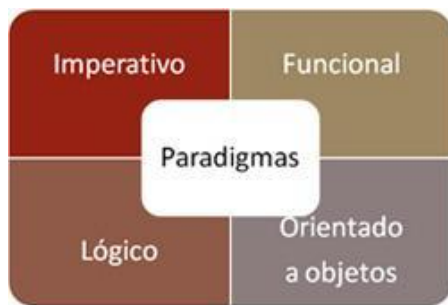 Imperativo
Funcional
Paradigmas
Lógico
Orientado
a objetos